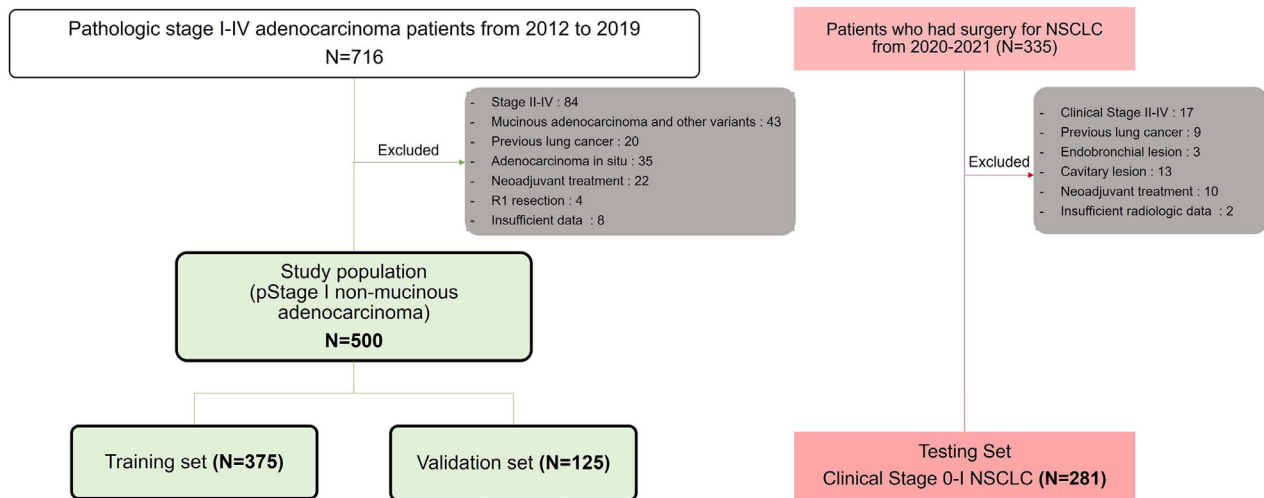 Pathologic stage I-IV adenocarcinoma patients from 2012 to 2019
N=716
Excluded
- Stage II-IV : 84
- Mucinous adenocarcinoma and other variants : 43
- Previous lung cancer : 20
- Adenocarcinoma in situ : 35
- Neoadjuvant treatment : 22
- R1 resection : 4
- Insufficient data : 8
Study population
(pStage I non-mucinous
adenocarcinoma)
N=500
Training set (N=375)
Validation set (N=125)
Patients who had surgery for NSCLC
from 2020-2021 (N=335)
Excluded
- Clinical Stage II-IV : 17
- Previous lung cancer : 9
- Endobronchial lesion : 3
- Cavitary lesion : 13
- Neoadjuvant treatment : 10
- Insufficient radiologic data : 2
Testing Set
Clinical Stage 0-I NSCLC (N=281)